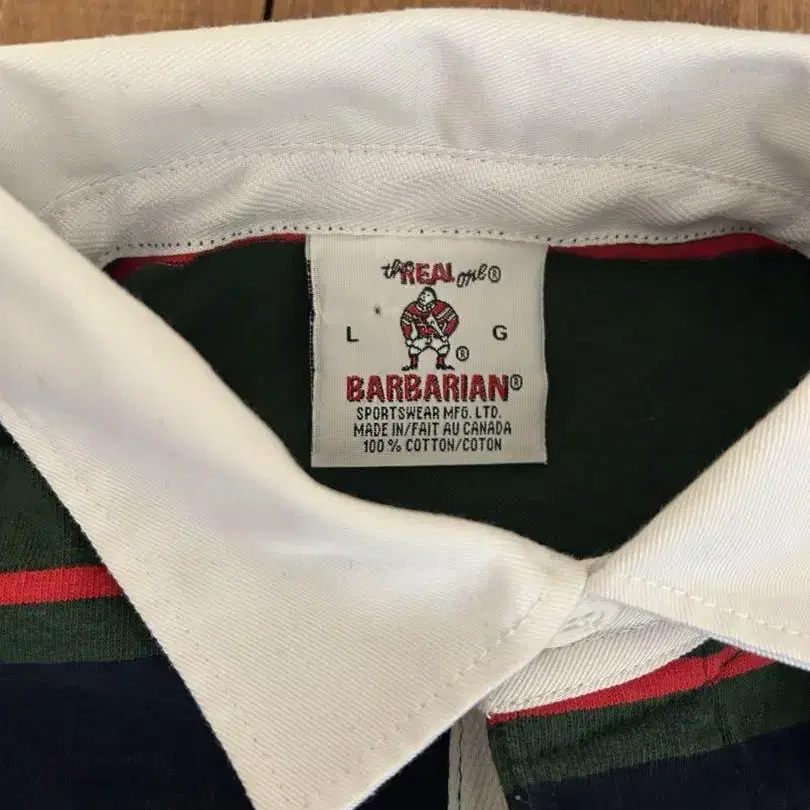 the REAL one®
L G
®
BARBARIAN®
SPORTSWEAR MFG. LTD.
MADE IN/FAIT AU CANADA
100 % COTTON/COTON